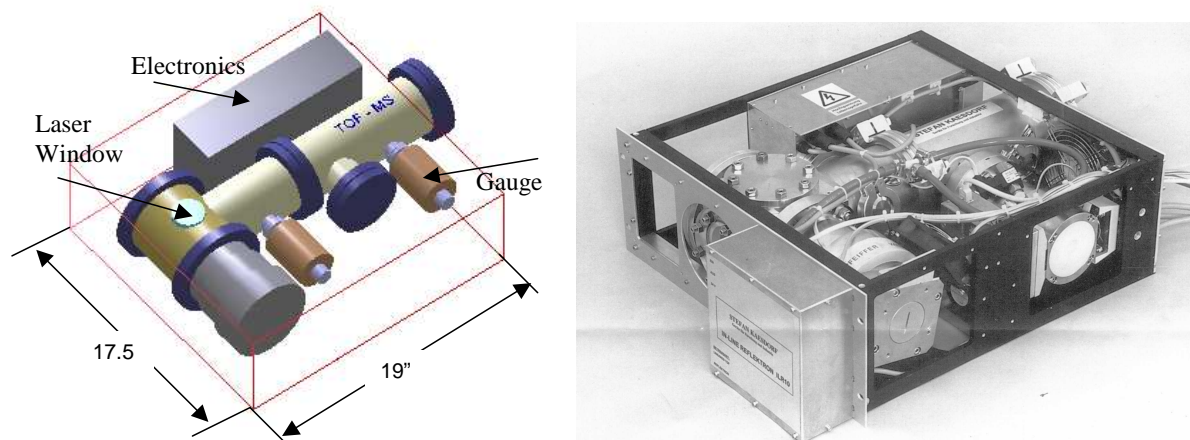 Electronics
Laser
Window
TOF - MS
Gauge
17.5
19”
STEFAN KAESDORF
PFEIFFER
STEFAN KAESDORF
IN-LINE REFLEKTRON ILR10